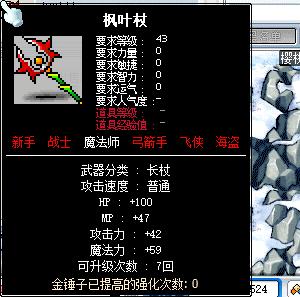 枫叶杖
要求等级 : 43
要求力量 : -
要求敏捷 : -
要求智力 : -
要求运气 : -
要求人气度 : -
道具等级 : -
道具经验值 : -
新手 战士 魔法师 弓箭手 飞侠 海盗
武器分类 : 长杖
攻击速度 : 普通
HP : +100
MP : +47
攻击力 : +42
魔法力 : +59
可升级次数 : 7回
金锤子已提高的强化次数: 0
524